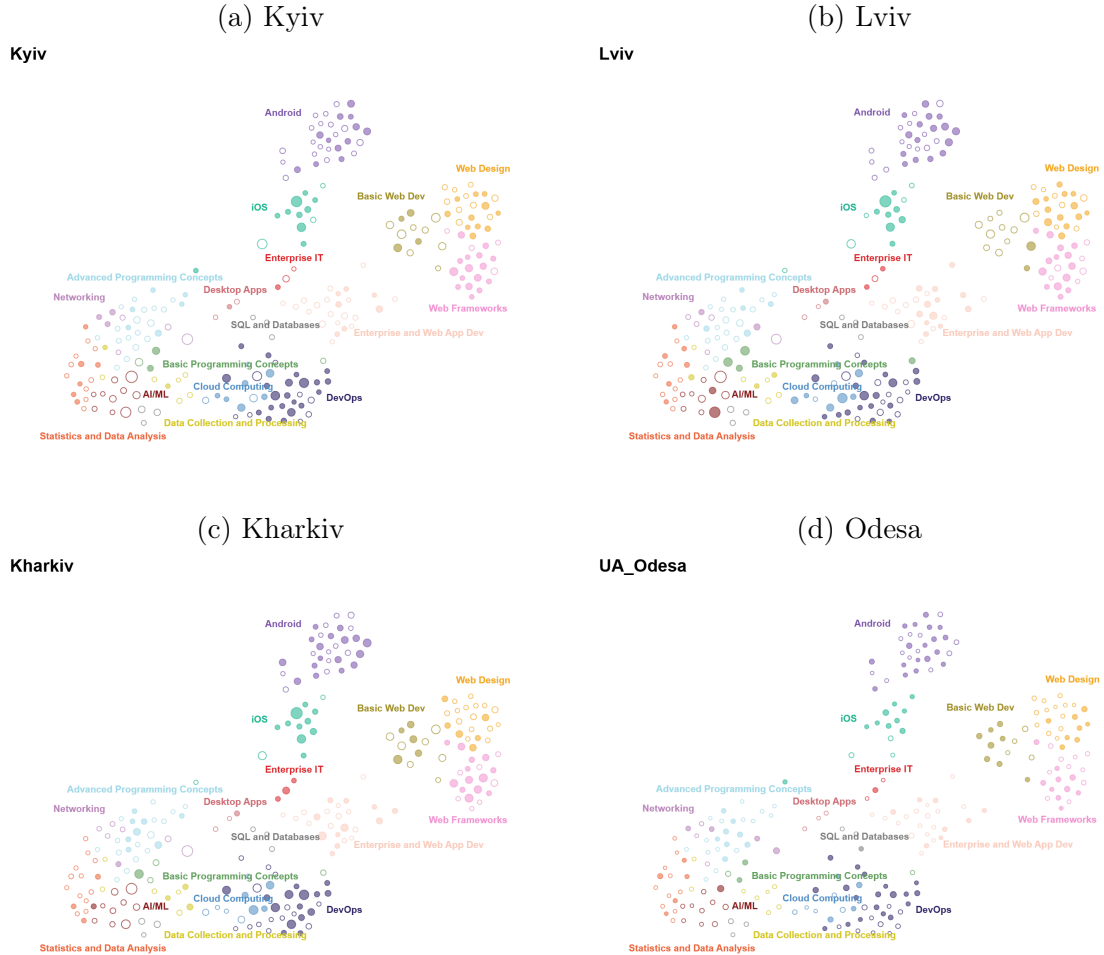 (a) Kyiv
Kyiv
Android
Web Design
Basic Web Dev
iOS
Enterprise IT
Advanced Programming Concepts
Desktop Apps
Networking
Web Frameworks
SQL and Databases
Enterprise and Web App Dev
Basic Programming Concepts
Cloud Computing
AI/ML
DevOps
Data Collection and Processing
Statistics and Data Analysis
(b) Lviv
Lviv
Android
Web Design
Basic Web Dev
iOS
Enterprise IT
Advanced Programming Concepts
Desktop Apps
Networking
Web Frameworks
SQL and Databases
Enterprise and Web App Dev
Basic Programming Concepts
Cloud Computing
AI/ML
DevOps
Data Collection and Processing
Statistics and Data Analysis
(c) Kharkiv
Kharkiv
Android
Web Design
Basic Web Dev
iOS
Enterprise IT
Advanced Programming Concepts
Desktop Apps
Networking
Web Frameworks
SQL and Databases
Enterprise and Web App Dev
Basic Programming Concepts
Cloud Computing
AI/ML
DevOps
Data Collection and Processing
Statistics and Data Analysis
(d) Odesa
UA_Odesa
Android
Web Design
Basic Web Dev
iOS
Enterprise IT
Advanced Programming Concepts
Desktop Apps
Networking
Web Frameworks
SQL and Databases
Enterprise and Web App Dev
Basic Programming Concepts
Cloud Computing
AI/ML
DevOps
Data Collection and Processing
Statistics and Data Analysis